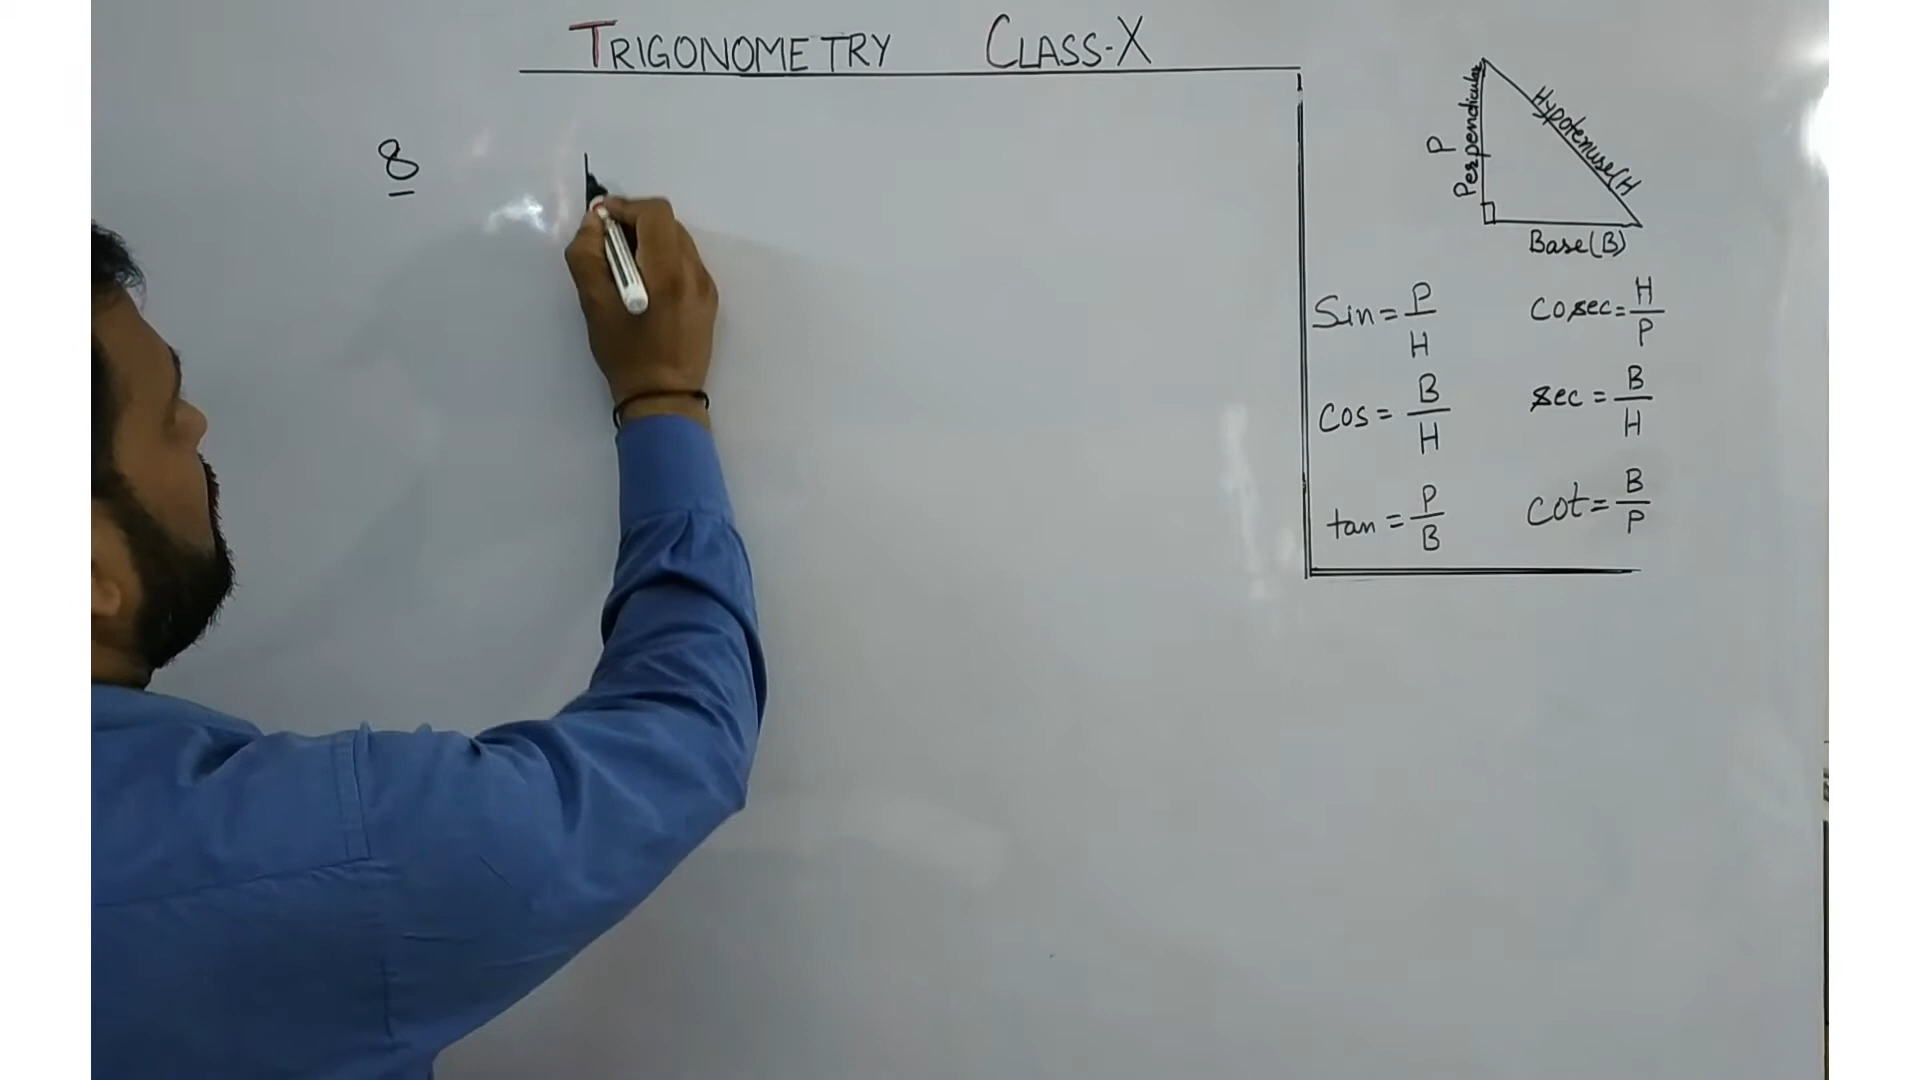 TRIGONOMETRY CLASS-X
8
P
Perpendicular
Hypotenuse(H
Base(B)
Sin = P/H cosec = H/P
cos = B/H sec = B/H
tan = P/B cot = B/P